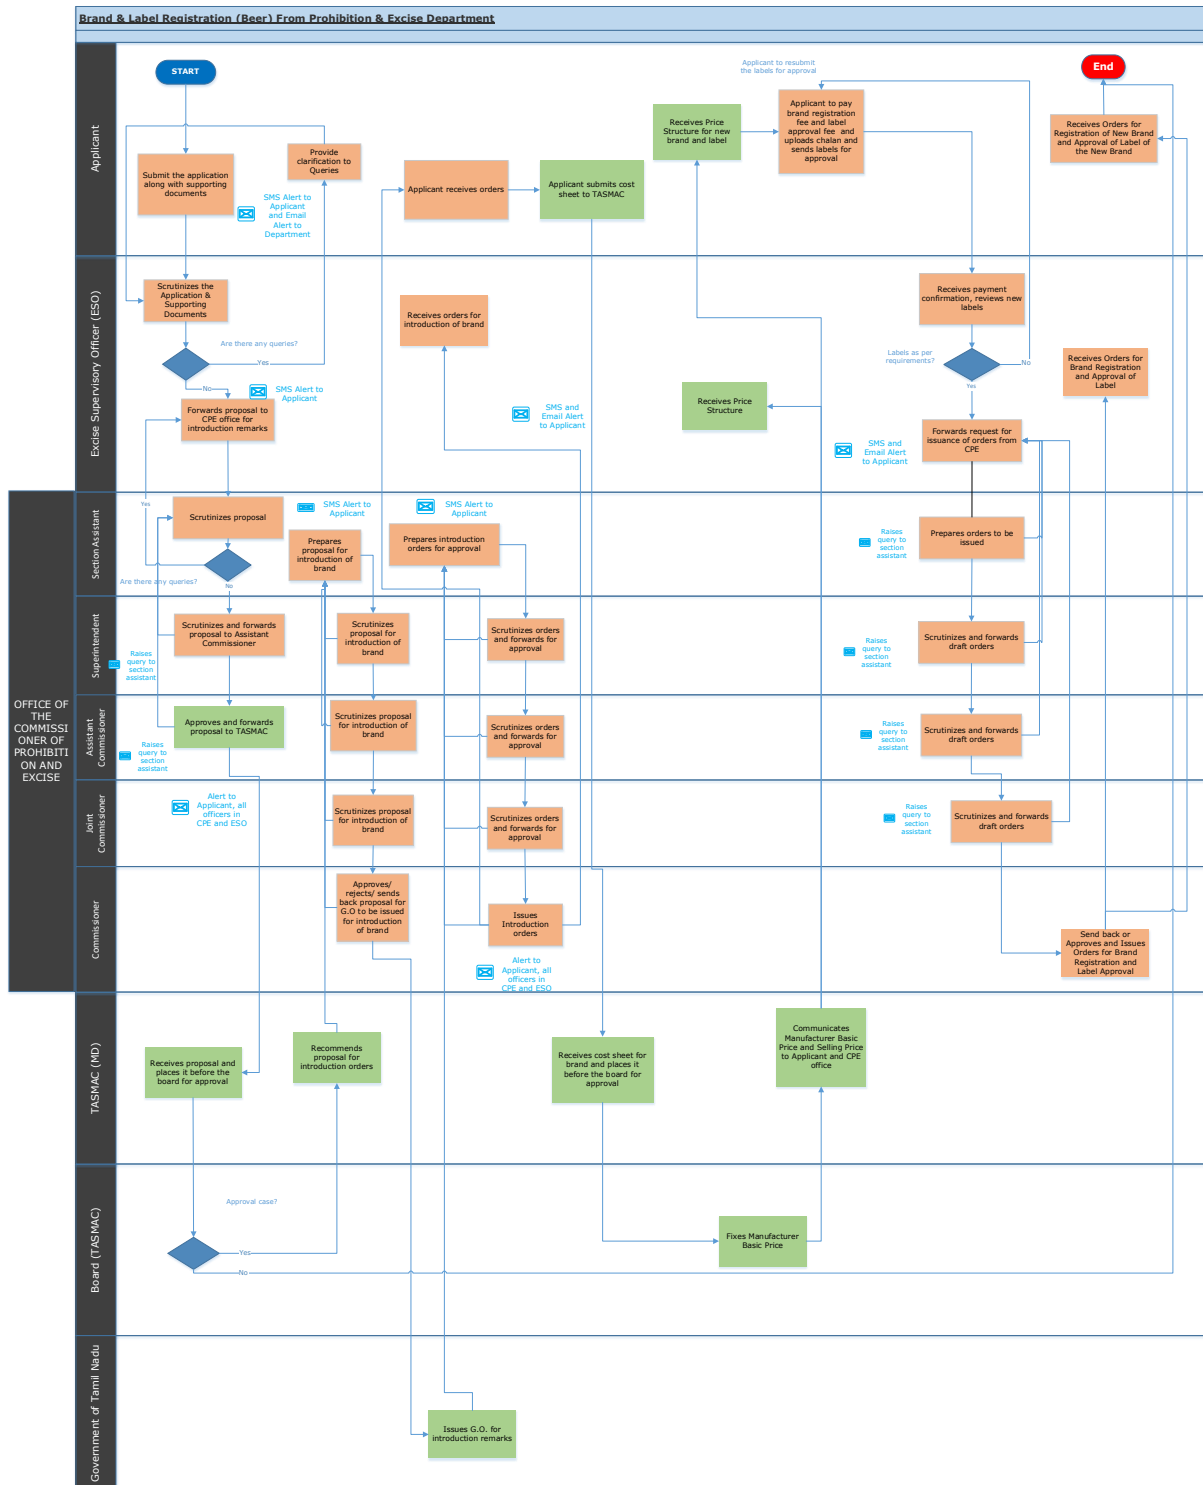 Brand & Label Registration (Beer) From Prohibition & Excise Department
Applicant
START
Submit the application
along with supporting
documents
Provide
clarification to
Queries
SMS Alert to
Applicant
and Email
Alert to
Department
Applicant receives orders
Applicant submits cost
sheet to TASMAC
Receives Price
Structure for new
brand and label
Applicant to resubmit
the labels for approval
Applicant to pay
brand registration
fee and label
approval fee and
uploads chalan and
sends labels for
approval
End
Receives Orders for
Registration of New Brand
and Approval of Label of
the New Brand
Excise Supervisory Officer (ESO)
Scrutinizes the
Application &
Supporting
Documents
Are there any queries?
Yes
No
SMS Alert to
Applicant
Forwards proposal to
CPE office for
introduction remarks
Receives orders for
introduction of brand
SMS and
Email Alert
to Applicant
Receives Price
Structure
Receives payment
confirmation, reviews new
labels
Labels as per
requirements?
No
Yes
Receives Orders for
Brand Registration
and Approval of
Label
Forwards request for
issuance of orders from
CPE
SMS and
Email Alert
to Applicant
OFFICE OF
THE
COMMISSI
ONER OF
PROHIBITI
ON AND
EXCISE
Section Assistant
Yes
Scrutinizes proposal
Are there any queries?
No
SMS Alert to
Applicant
Prepares
proposal for
introduction of
brand
SMS Alert to
Applicant
Prepares introduction
orders for approval
Raises
query to
section
assistant
Prepares orders to be
issued
Superintendent
Scrutinizes and forwards
proposal to Assistant
Commissioner
Raises
query to
section
assistant
Scrutinizes
proposal for
introduction of
brand
Scrutinizes orders
and forwards for
approval
Raises
query to
section
assistant
Scrutinizes and forwards
draft orders
Assistant
Commissioner
Approves and forwards
proposal to TASMAC
Raises
query to
section
assistant
Scrutinizes proposal
for introduction of
brand
Scrutinizes orders
and forwards for
approval
Raises
query to
section
assistant
Scrutinizes and forwards
draft orders
Joint
Commissioner
Alert to
Applicant, all
officers in
CPE and ESO
Scrutinizes proposal
for introduction of
brand
Scrutinizes orders
and forwards for
approval
Raises
query to
section
assistant
Scrutinizes and forwards
draft orders
Commissioner
Approves/
rejects/ sends
back proposal for
G.O to be issued
for introduction
of brand
Issues
Introduction
orders
Alert to
Applicant, all
officers in
CPE and ESO
Send back or
Approves and Issues
Orders for Brand
Registration and
Label Approval
TASMAC (MD)
Receives proposal and
places it before the
board for approval
Recommends
proposal for
introduction orders
Receives cost sheet for
brand and places it
before the board for
approval
Communicates
Manufacturer Basic
Price and Selling Price
to Applicant and CPE
office
Board (TASMAC)
Approval case?
Yes
No
Fixes Manufacturer
Basic Price
Government of Tamil Nadu
Issues G.O. for
introduction remarks